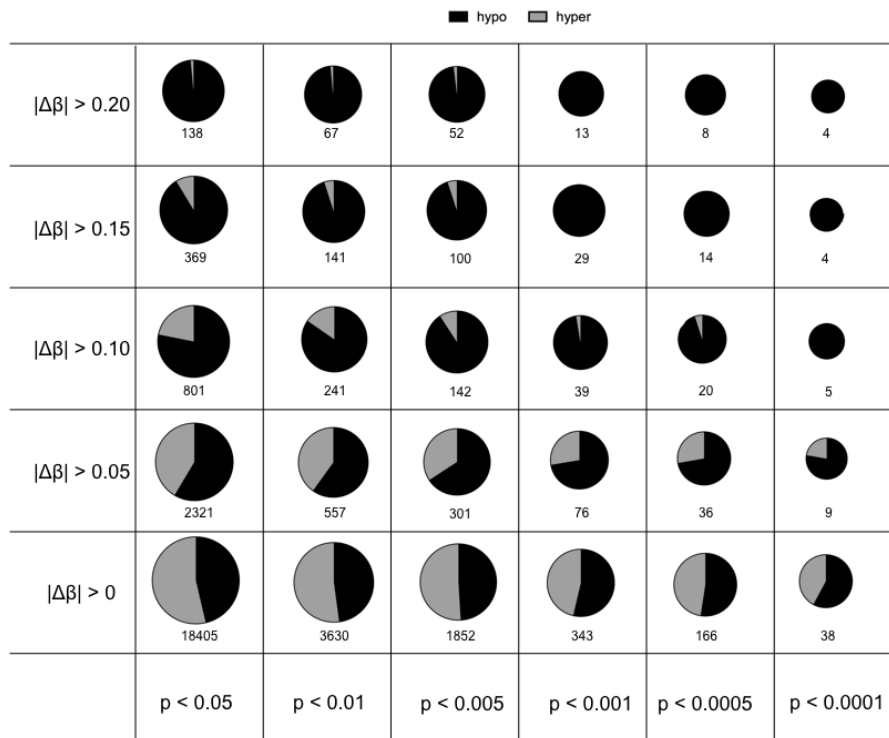 hypo hyper
|Δβ| > 0.20
138 67 52 13 8 4
|Δβ| > 0.15
369 141 100 29 14 4
|Δβ| > 0.10
801 241 142 39 20 5
|Δβ| > 0.05
2321 557 301 76 36 9
|Δβ| > 0
18405 3630 1852 343 166 38
p < 0.05 p < 0.01 p < 0.005 p < 0.001 p < 0.0005 p < 0.0001